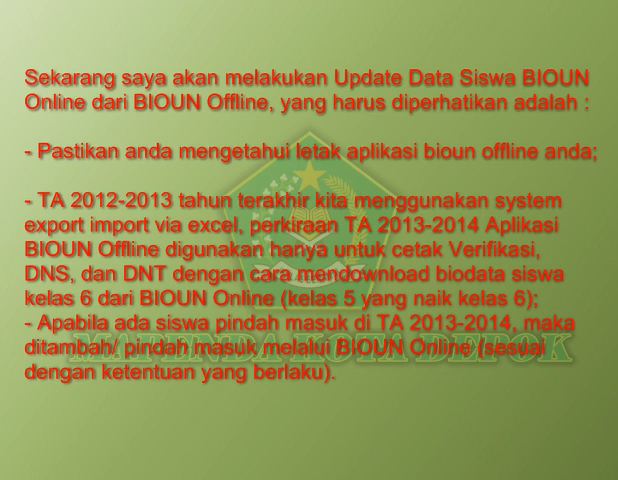 Sekarang saya akan melakukan Update Data Siswa BIOUN
Online dari BIOUN Offline, yang harus diperhatikan adalah :
- Pastikan anda mengetahui letak aplikasi bioun offline anda;
- TA 2012-2013 tahun terakhir kita menggunakan system
export import via excel, perkiraan TA 2013-2014 Aplikasi
BIOUN Offline digunakan hanya untuk cetak Verifikasi,
DNS, dan DNT dengan cara mendownload biodata siswa
kelas 6 dari BIOUN Online (kelas 5 yang naik kelas 6);
- Apabila ada siswa pindah masuk di TA 2013-2014, maka
ditambah/ pindah masuk melalui BIOUN Online (sesuai
dengan ketentuan yang berlaku).
KOTA DEPOK